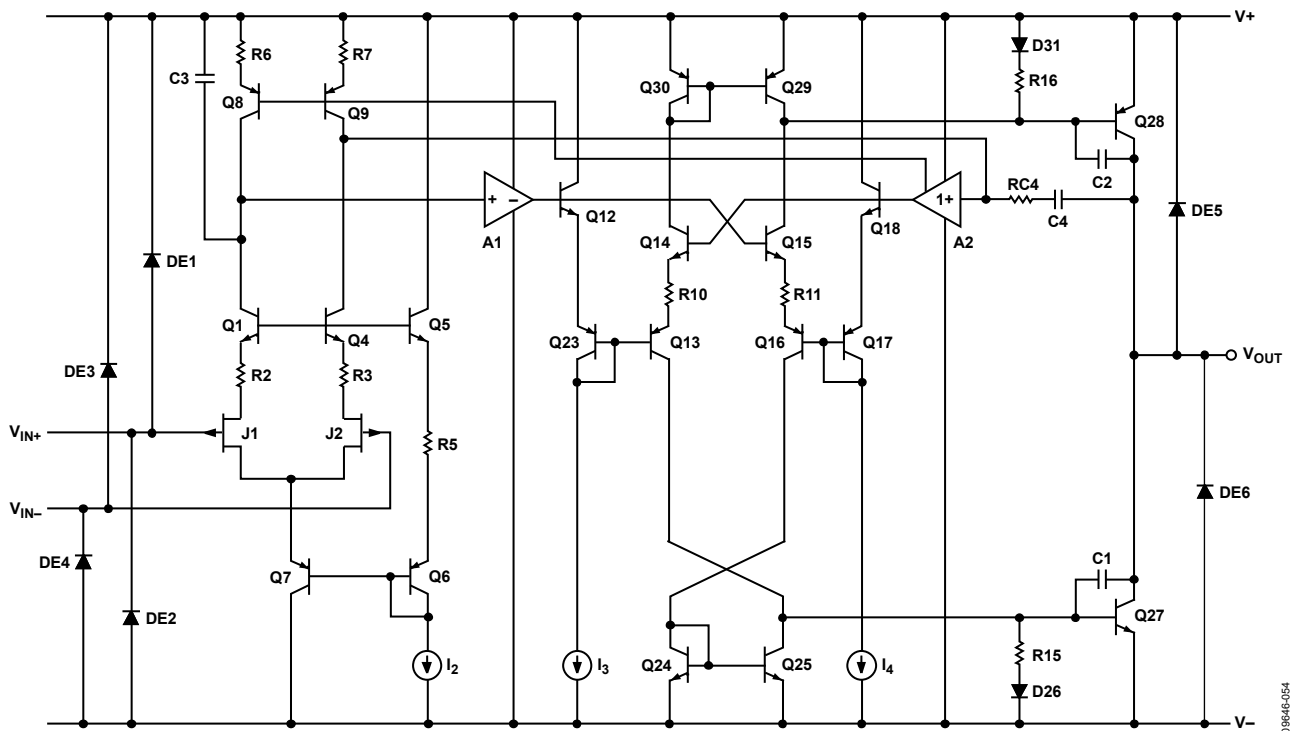 V+
R6
R7
D31
C3
Q30
Q29
R16
Q8
Q9
Q28
C2
RC4
+
−
1+
C4
DE5
Q12
Q14
Q15
Q18
A1
A2
DE1
R10
R11
Q1
Q4
Q5
Q23
Q13
Q16
Q17
VOUT
DE3
R2
R3
VIN+
J1
J2
R5
DE6
VIN–
DE4
Q7
Q6
C1
DE2
Q27
I2
I3
Q24
Q25
I4
R15
D26
V–
09646-054